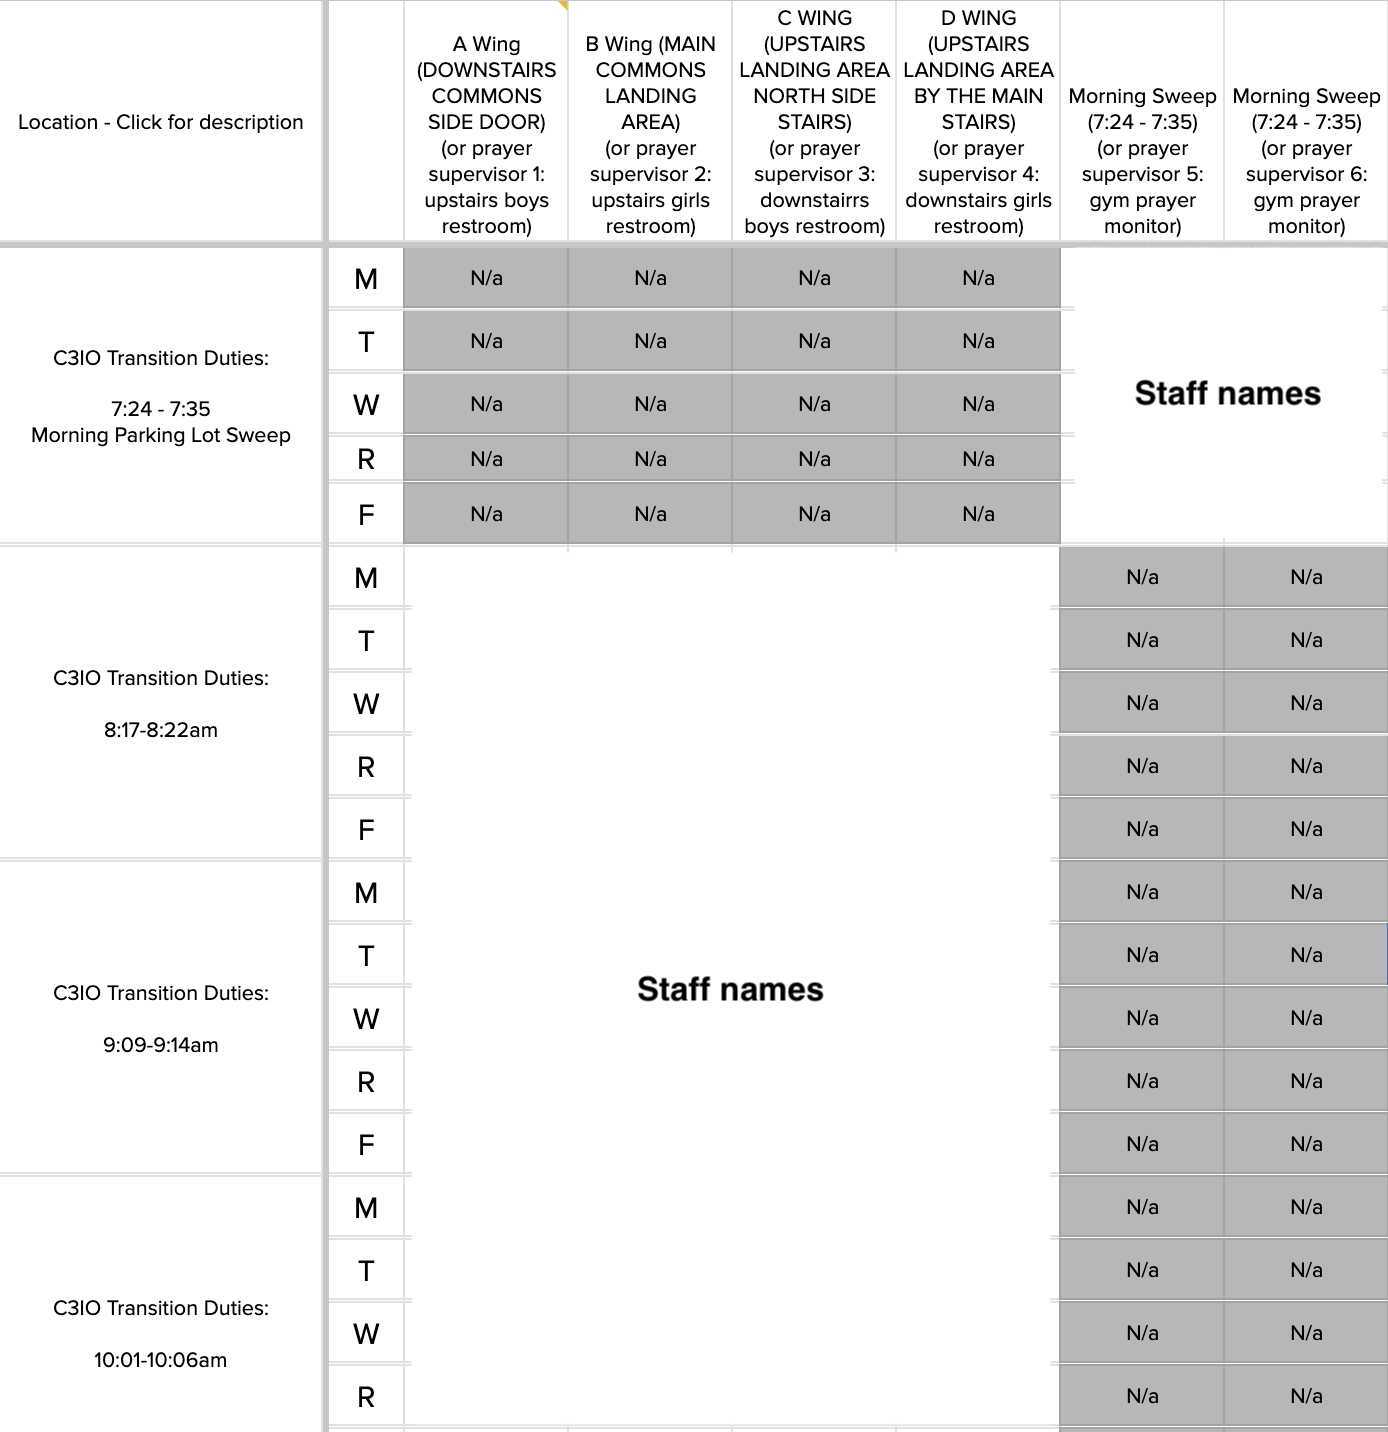 Location - Click for description
A Wing
(DOWNSTAIRS
COMMONS
SIDE DOOR)
(or prayer
supervisor 1:
upstairs boys
restroom)
B Wing (MAIN
COMMONS
LANDING
AREA)
(or prayer
supervisor 2:
upstairs girls
restroom)
C WING
(UPSTAIRS
LANDING AREA
NORTH SIDE
STAIRS)
(or prayer
supervisor 3:
downstairrs
boys restroom)
D WING
(UPSTAIRS
LANDING AREA
BY THE MAIN
STAIRS)
(or prayer
supervisor 4:
downstairs girls
restroom)
Morning Sweep
(7:24 - 7:35)
(or prayer
supervisor 5:
gym prayer
monitor)
Morning Sweep
(7:24 - 7:35)
(or prayer
supervisor 6:
gym prayer
monitor)
C3IO Transition Duties:
7:24 - 7:35
Morning Parking Lot Sweep
M N/a N/a N/a N/a
T N/a N/a N/a N/a
W N/a N/a N/a N/a
R N/a N/a N/a N/a
F N/a N/a N/a N/a
Staff names
C3IO Transition Duties:
8:17-8:22am
M N/a N/a
T N/a N/a
W N/a N/a
R N/a N/a
F N/a N/a
C3IO Transition Duties:
9:09-9:14am
M N/a N/a
T N/a N/a
W N/a N/a
R N/a N/a
F N/a N/a
Staff names
C3IO Transition Duties:
10:01-10:06am
M N/a N/a
T N/a N/a
W N/a N/a
R N/a N/a